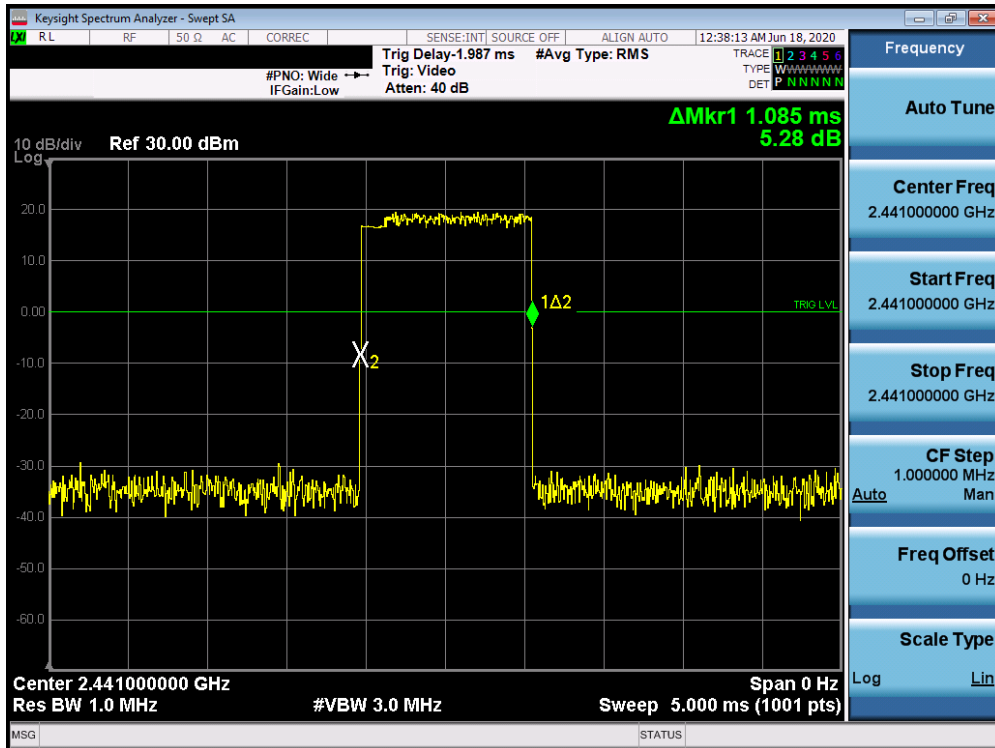 Keysight Spectrum Analyzer - Swept SA
LXI RL RF 50 Ω AC CORREC SENSE:INT SOURCE OFF ALIGN AUTO 12:38:13 AM Jun 18, 2020
Trig Delay-1.987 ms #Avg Type: RMS TRACE 1 2 3 4 5 6
#PNO: Wide Trig: Video TYPE WWWWWW
IFGain:Low Atten: 40 dB DET P N N N N N
ΔMkr1 1.085 ms
5.28 dB
10 dB/div Ref 30.00 dBm
Log
20.0
10.0
0.00
-10.0
-20.0
-30.0
-40.0
-50.0
-60.0
1Δ2
TRIG LVL
2
Center 2.441000000 GHz Span 0 Hz
Res BW 1.0 MHz #VBW 3.0 MHz Sweep 5.000 ms (1001 pts)
MSG STATUS
Frequency
Auto Tune
Center Freq
2.441000000 GHz
Start Freq
2.441000000 GHz
Stop Freq
2.441000000 GHz
CF Step
1.000000 MHz
Auto Man
Freq Offset
0 Hz
Scale Type
Log Lin